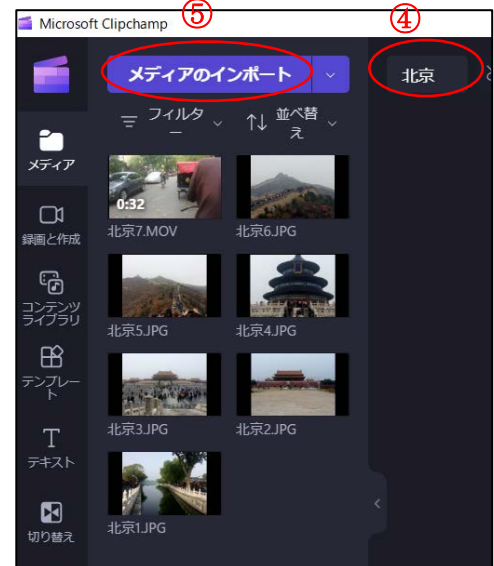 Microsoft Clipchamp
⑤
④
メディアのインポート
北京
フィルタ
ー
並べ替
え
メディア
0:32
北京7.MOV
北京6.JPG
録画と作成
北京5.JPG
北京4.JPG
コンテンツ
ライブラリ
テンプレー
ト
北京3.JPG
北京2.JPG
テキスト
北京1.JPG
切り替え